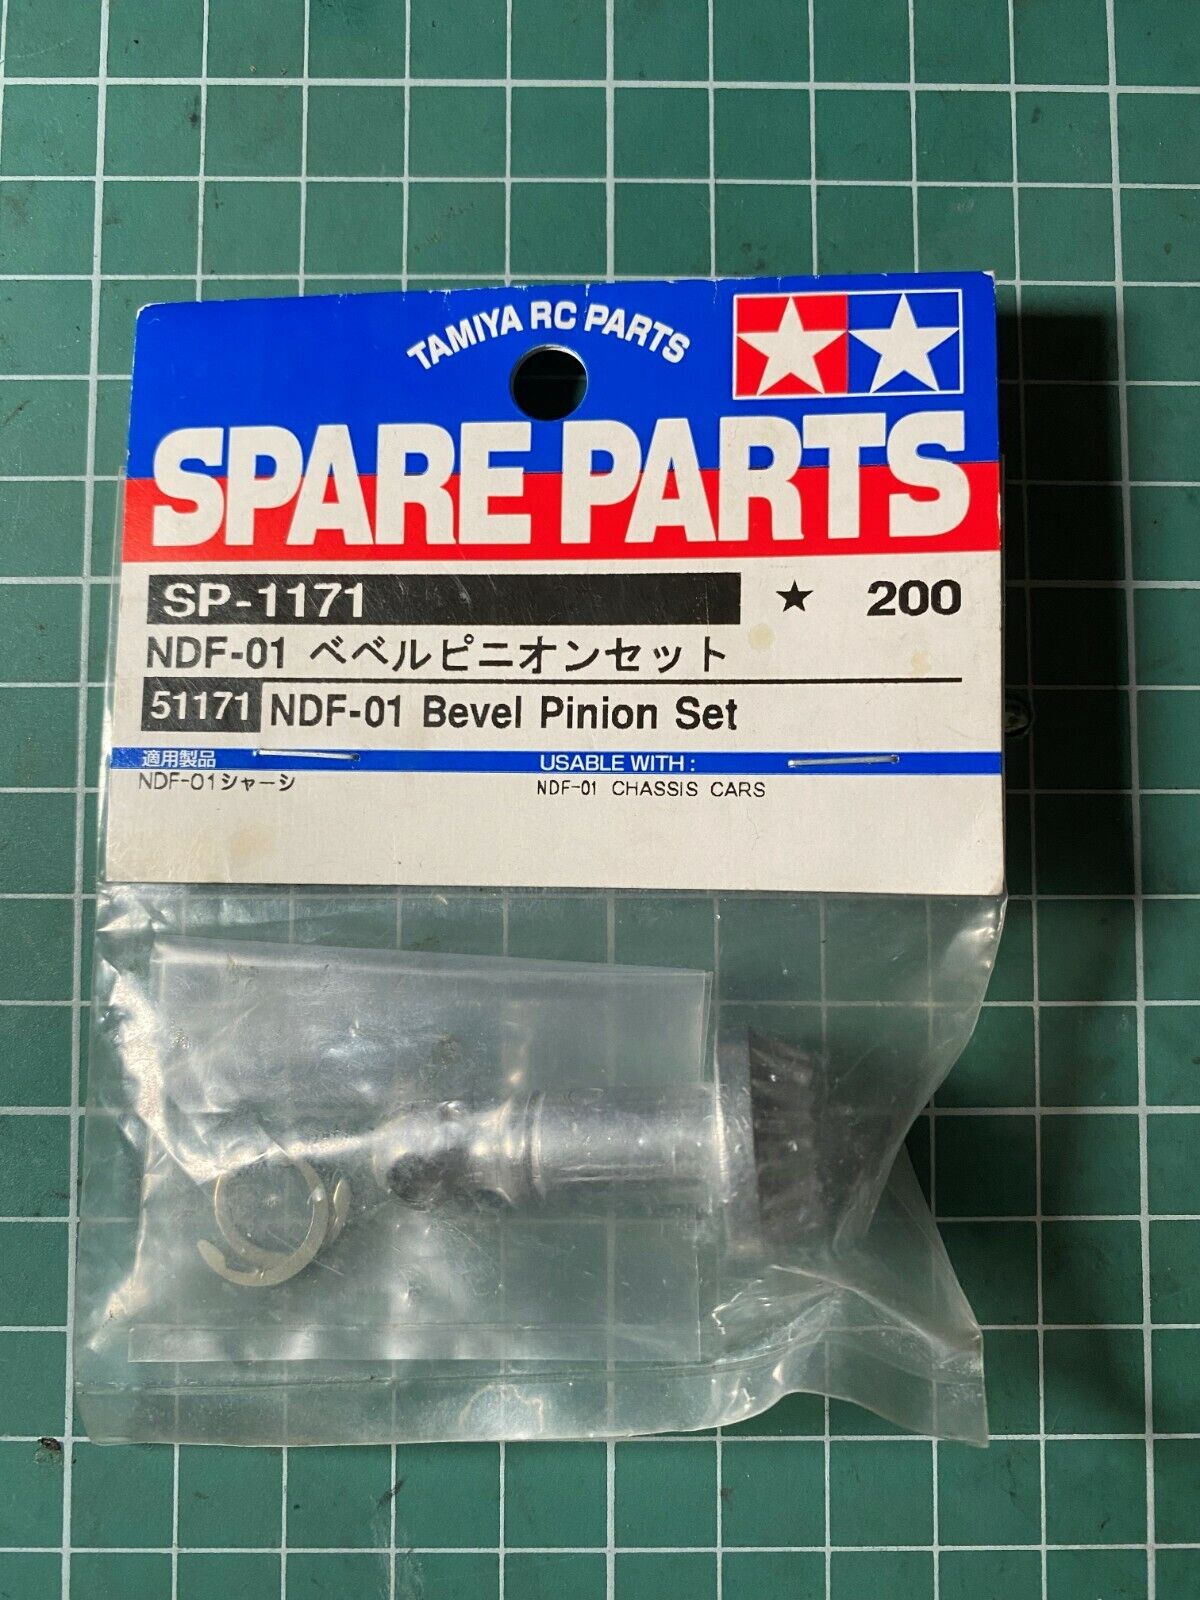 TAMIYA RC PARTS
SPARE PARTS
SP-1171 ★ 200
NDF-01 ベベルピニオンセット
51171 NDF-01 Bevel Pinion Set
適用製品 USABLE WITH :
NDF-01シャーシ NDF-01 CHASSIS CARS